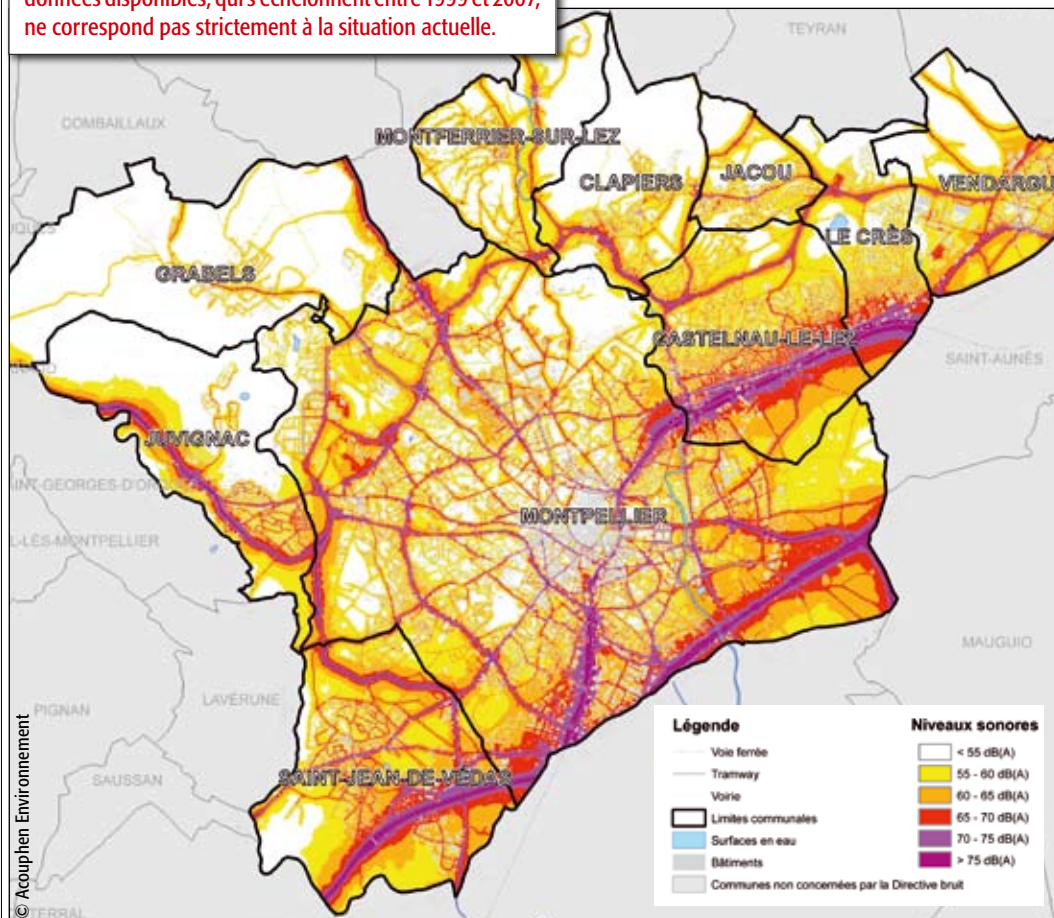 ne correspond pas strictement à la situation actuelle.
TEYRAN
COMBAILLAUX
MONTFERRIER-SUR-LEZ
CLAPIERS
JACOU
VENDARGU
LE CRÈS
GRABELS
CASTELNAU-LE-LEZ
SAINT-AUNÈS
JUVIGNAC
INT-GEORGES-D'OR
MONTPELLIER
L-LÈS-MONTPELLIER
MAUGUIO
LAVÉRUNE
PIGNAN
SAUSSAN
SAINT-JEAN-DE-VÉDAS
TERRAL
© Acouphen Environnement
Légende
Voie ferrée
Tramway
Voirie
Limites communales
Surfaces en eau
Bâtiments
Communes non concernées par la Directive bruit
Niveaux sonores
< 55 dB(A)
55 - 60 dB(A)
60 - 65 dB(A)
65 - 70 dB(A)
70 - 75 dB(A)
> 75 dB(A)